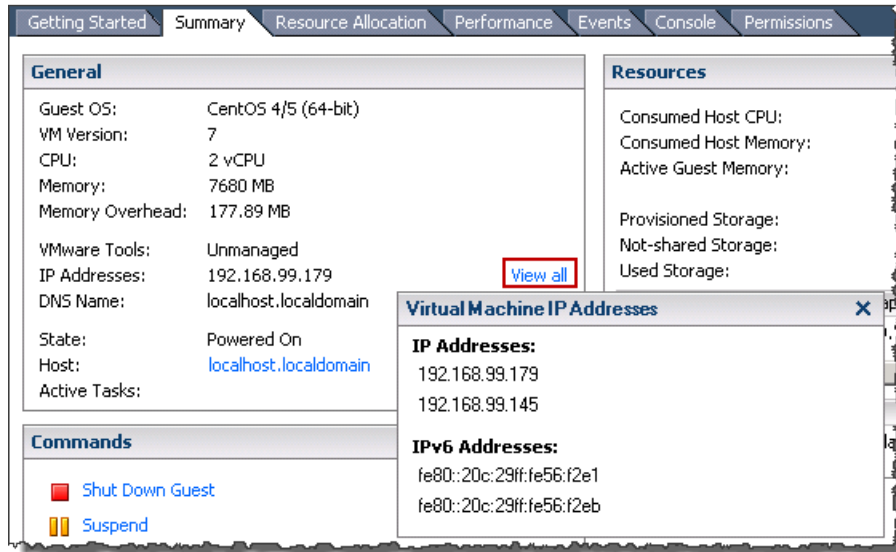 Getting Started Summary Resource Allocation Performance Events Console Permissions
General
Guest OS: CentOS 4/5 (64-bit)
VM Version: 7
CPU: 2 vCPU
Memory: 7680 MB
Memory Overhead: 177.89 MB
VMware Tools: Unmanaged
IP Addresses: 192.168.99.179 View all
DNS Name: localhost.localdomain
State: Powered On
Host: localhost.localdomain
Active Tasks:
Resources
Consumed Host CPU:
Consumed Host Memory:
Active Guest Memory:
Provisioned Storage:
Not-shared Storage:
Used Storage:
Virtual Machine IP Addresses
IP Addresses:
192.168.99.179
192.168.99.145
IPv6 Addresses:
fe80::20c:29ff:fe56:f2e1
fe80::20c:29ff:fe56:f2eb
Commands
Shut Down Guest
Suspend